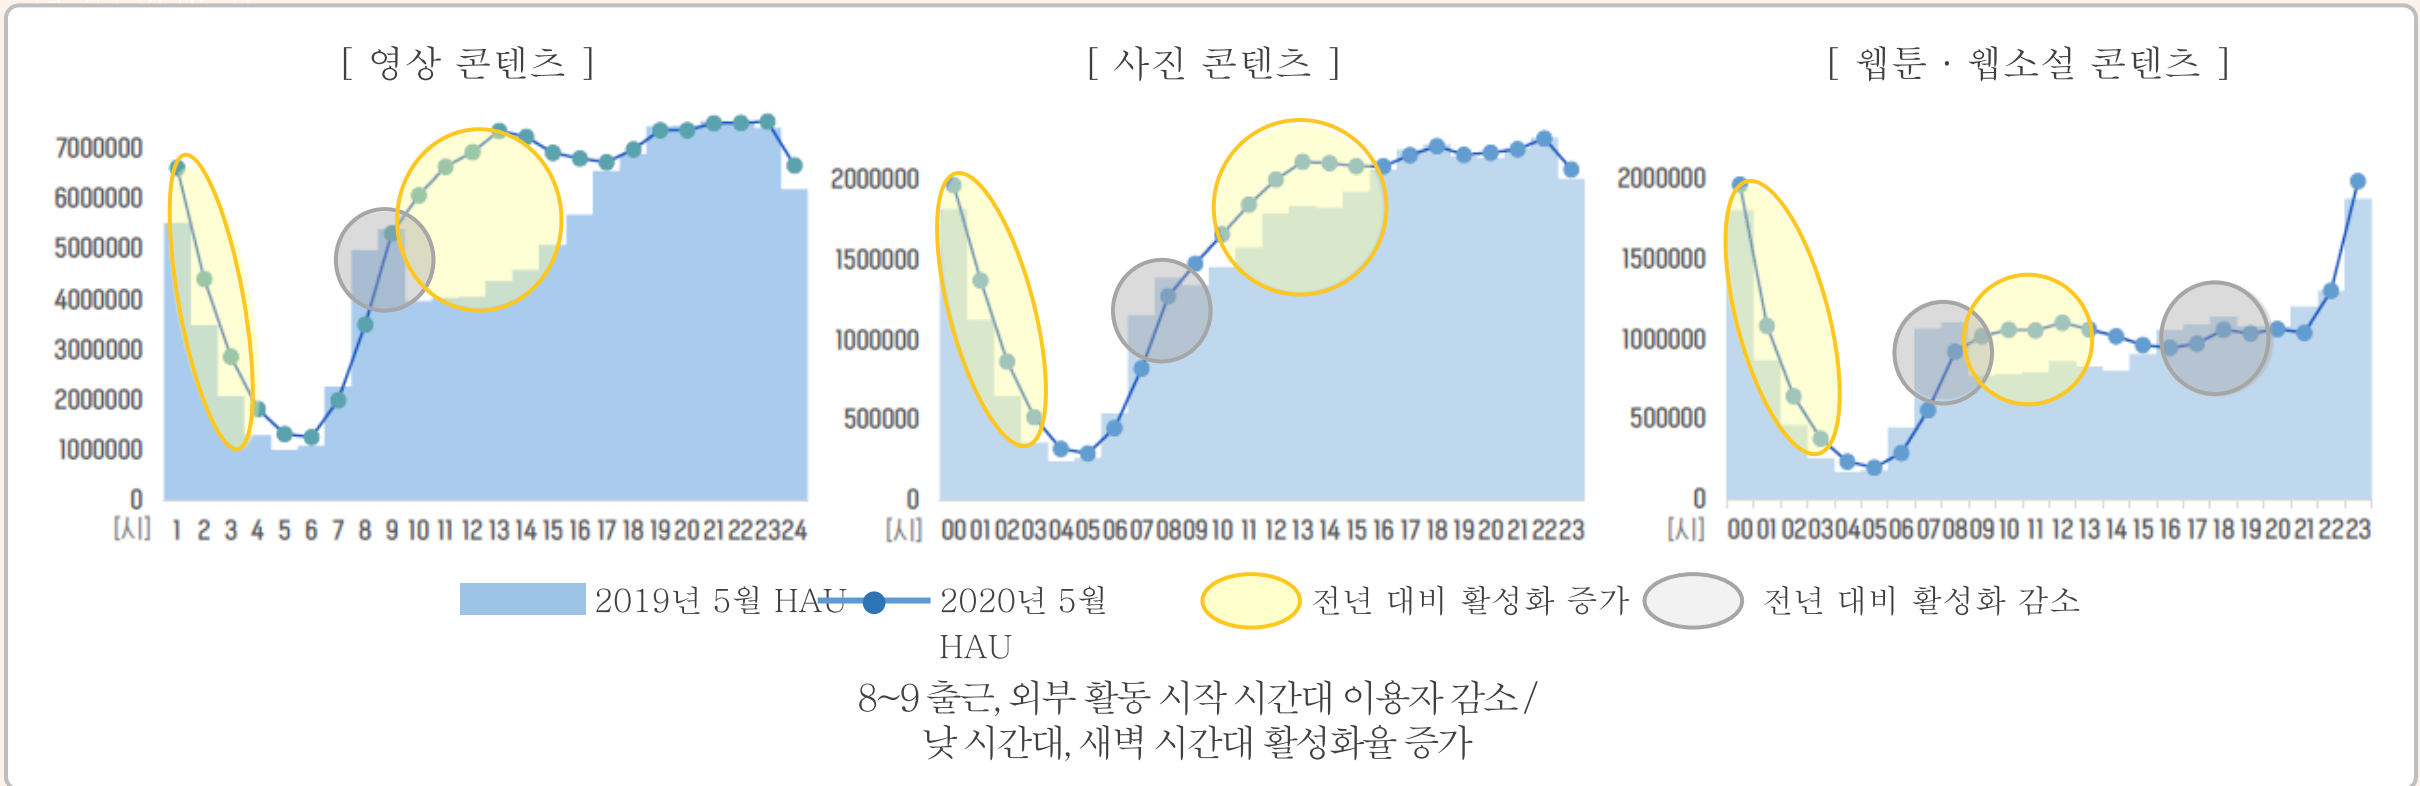 [ 영상 콘텐츠 ]
[ 사진 콘텐츠 ]
[ 웹툰 · 웹소설 콘텐츠 ]
7000000
6000000
5000000
4000000
3000000
2000000
1000000
0
[시] 1 2 3 4 5 6 7 8 9 10 11 12 13 14 15 16 17 18 19 20 21 22 23 24
2000000
1500000
1000000
500000
0
[시] 00 01 02 03 04 05 06 07 08 09 10 11 12 13 14 15 16 17 18 19 20 21 22 23
2000000
1500000
1000000
500000
0
[시] 00 01 02 03 04 05 06 07 08 09 10 11 12 13 14 15 16 17 18 19 20 21 22 23
2019년 5월 HAU
2020년 5월
HAU
전년 대비 활성화 증가
전년 대비 활성화 감소
8~9 출근, 외부 활동 시작 시간대 이용자 감소 /
낮 시간대, 새벽 시간대 활성화율 증가